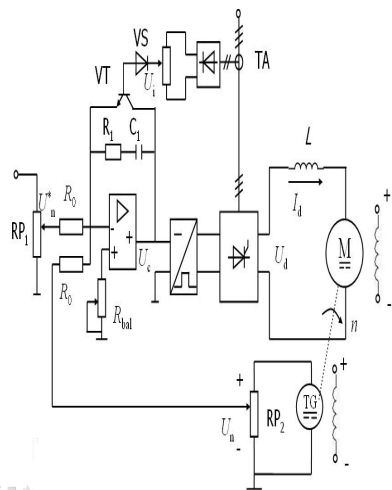 VS
TA
VT
U_i
R_1 C_1
L
U*_n R_0
I_d
+
RP_1
-
+
+
U_c
-
M
U_d
R_0
R_bal
-
n
+
+
TG
RP_2
U_n
-
-